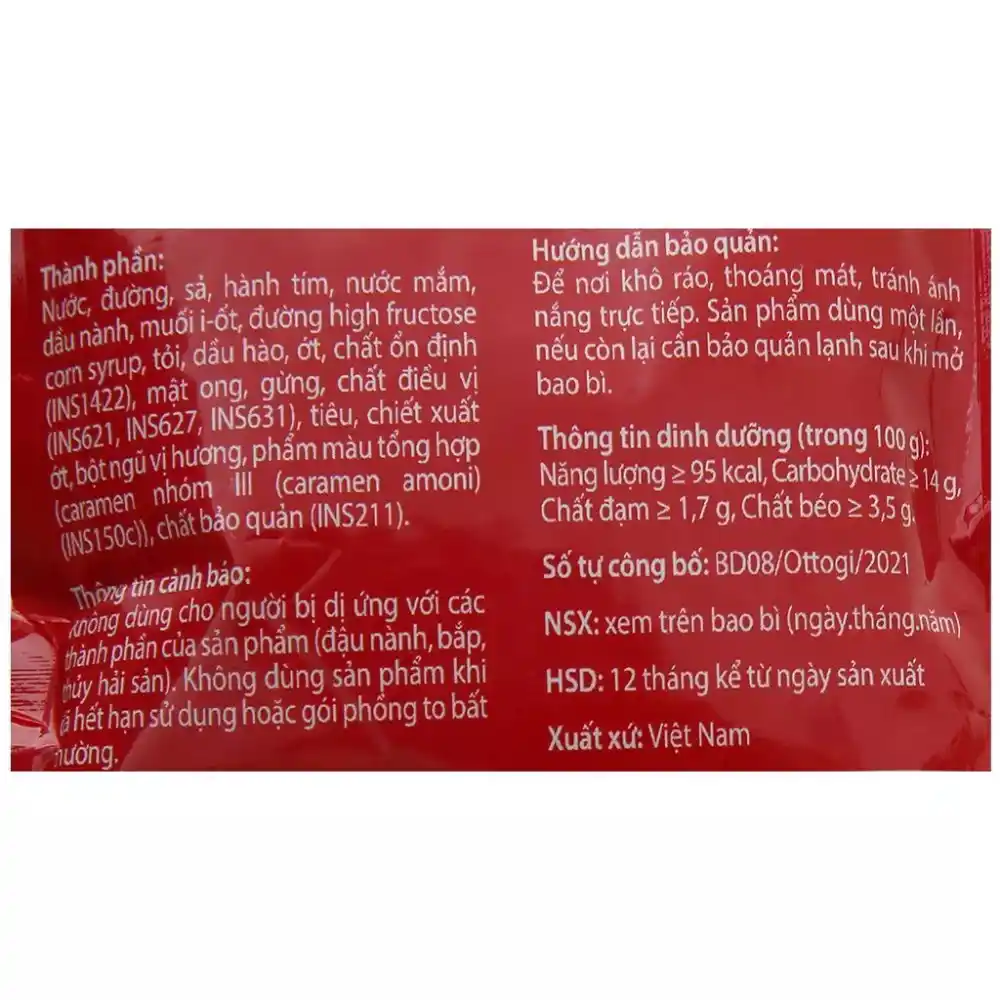 Thành phần:
Nước, đường, sả, hành tím, nước mắm,
dầu nành, muối i-ốt, đường high fructose
corn syrup, tỏi, dầu hào, ớt, chất ổn định
(INS1422), mật ong, gừng, chất điều vị
(INS621, INS627, INS631), tiêu, chiết xuất
ớt, bột ngũ vị hương, phẩm màu tổng hợp
(caramen nhóm III (caramen amoni)
(INS150c)), chất bảo quản (INS211).
Thông tin cảnh báo:
Không dùng cho người bị dị ứng với các
thành phần của sản phẩm (đậu nành, bắp,
thủy hải sản). Không dùng sản phẩm khi
hết hạn sử dụng hoặc gói phồng to bất
Hướng dẫn bảo quản:
Để nơi khô ráo, thoáng mát, tránh ánh
nắng trực tiếp. Sản phẩm dùng một lần,
nếu còn lại cần bảo quản lạnh sau khi mở
bao bì.
Thông tin dinh dưỡng (trong 100 g):
Năng lượng ≥ 95 kcal, Carbohydrate ≥ 14 g,
Chất đạm ≥ 1,7 g, Chất béo ≥ 3,5 g.
Số tự công bố: BD08/Ottogi/2021
NSX: xem trên bao bì (ngày.tháng.năm)
HSD: 12 tháng kể từ ngày sản xuất
Xuất xứ: Việt Nam